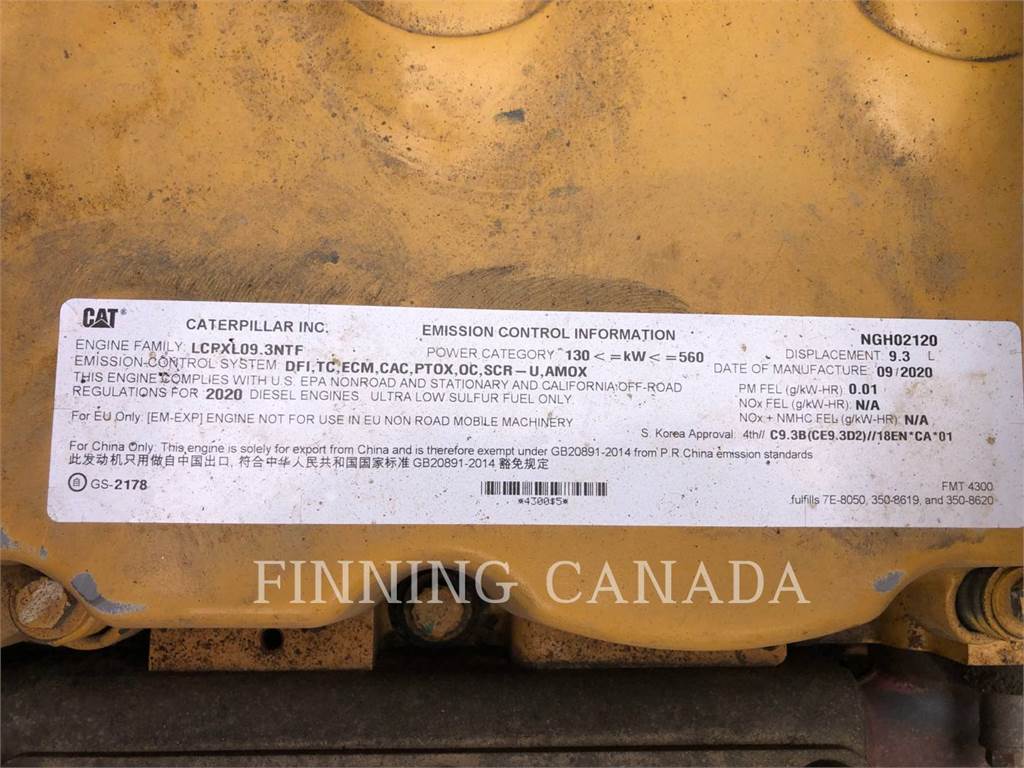 CAT® CATERPILLAR INC. EMISSION CONTROL INFORMATION NGH02120
ENGINE FAMILY: LCPXL09.3NTF POWER CATEGORY 130<=kW<=560 DISPLACEMENT 9.3 L
EMISSION-CONTROL SYSTEM: DFI,TC,ECM,CAC,PTOX,OC,SCR-U,AMOX DATE OF MANUFACTURE 09/2020
THIS ENGINE COMPLIES WITH U.S. EPA NONROAD AND STATIONARY AND CALIFORNIA OFF-ROAD
REGULATIONS FOR 2020 DIESEL ENGINES. ULTRA LOW SULFUR FUEL ONLY.
PM FEL (g/kW-HR) 0.01
NOx FEL (g/kW-HR) N/A
NOx + NMHC FEL (g/kW-HR) N/A
For EU Only: [EM-EXP] ENGINE NOT FOR USE IN EU NON ROAD MOBILE MACHINERY
S. Korea Approval: 4th// C9.3B(CE9.3D2)//18EN*CA*01
For China Only: This engine is solely for export from China and is therefore exempt under GB20891-2014 from P.R.China emission standards
此发动机只用做自中国出口, 符合中华人民共和国国家标准 GB20891-2014 豁免规定
自 GS-2178
*4300$5*
FMT 4300
fulfills 7E-8050, 350-8619, and 350-8620
FINNING CANADA